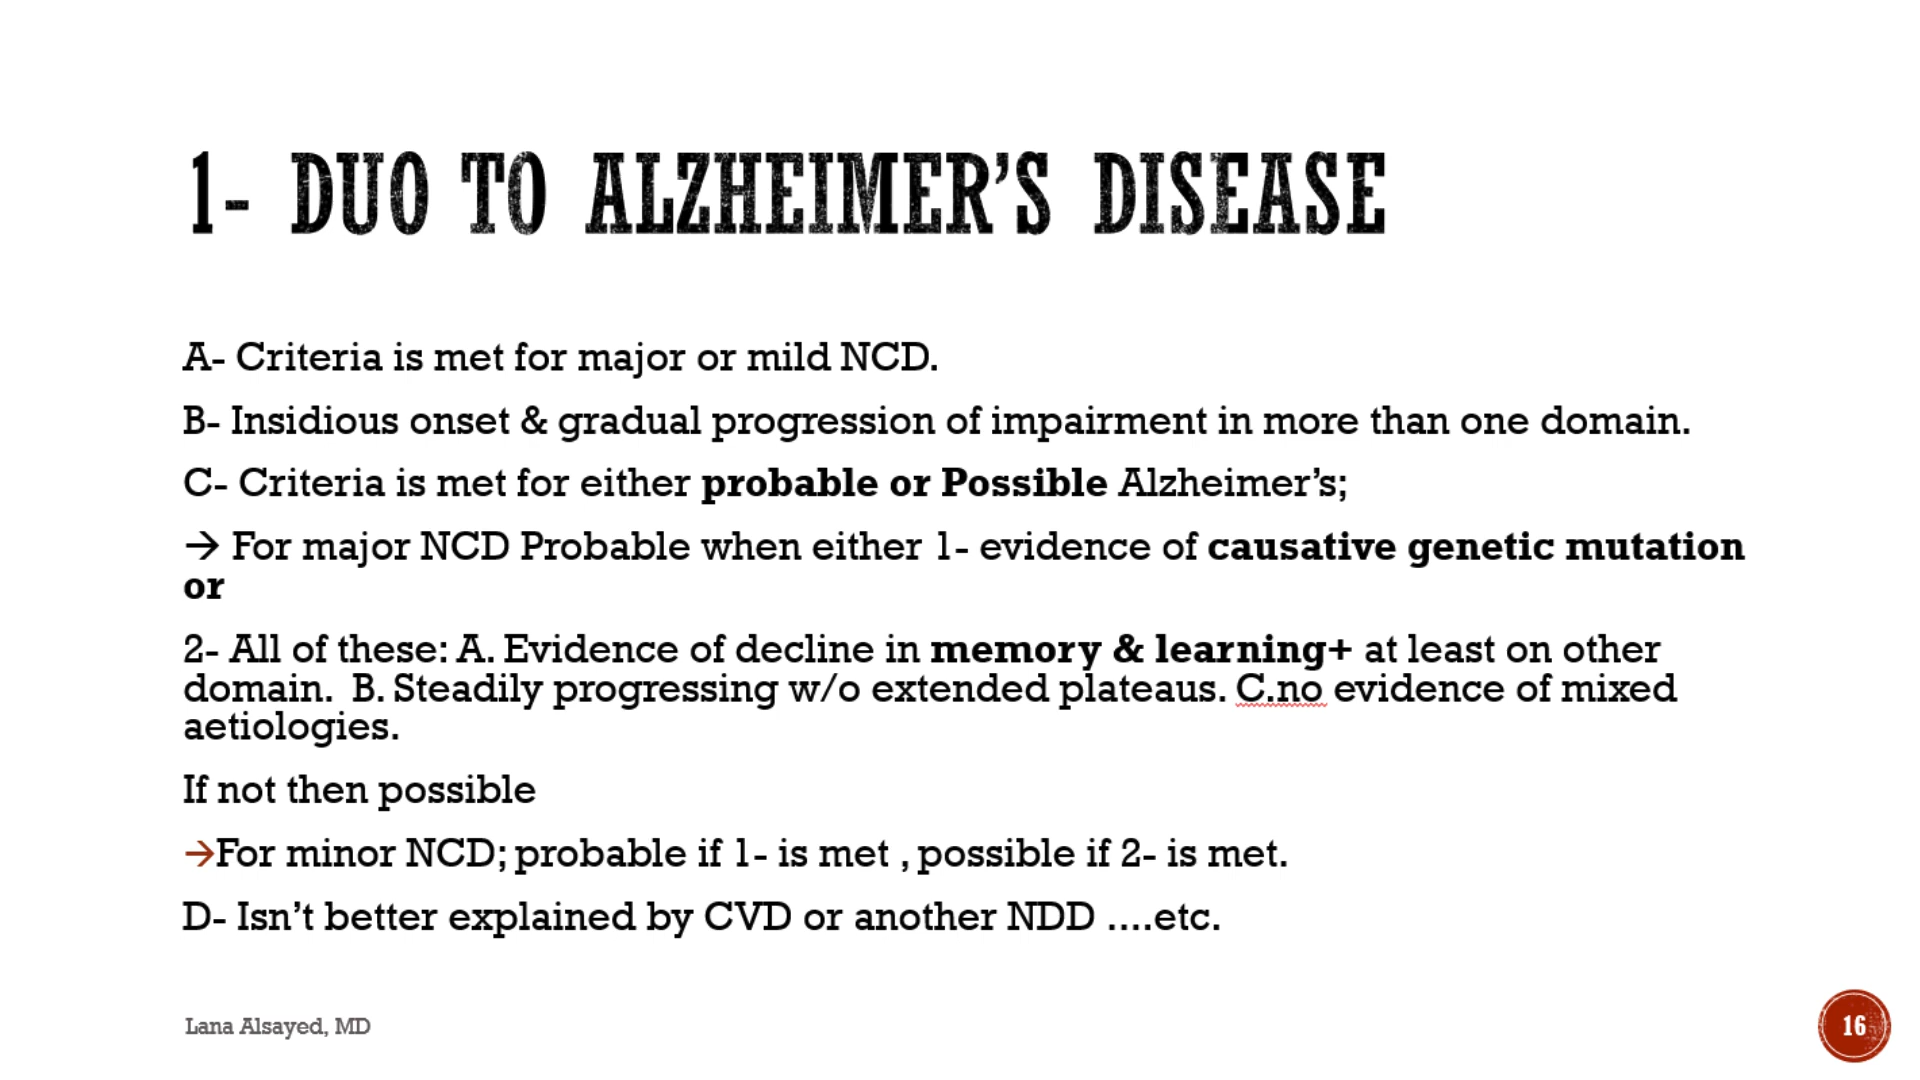 1- DUO TO ALZHEIMER’S DISEASE
A- Criteria is met for major or mild NCD.
B- Insidious onset & gradual progression of impairment in more than one domain.
C- Criteria is met for either probable or Possible Alzheimer’s;
→ For major NCD Probable when either 1- evidence of causative genetic mutation
or
2- All of these: A. Evidence of decline in memory & learning+ at least on other
domain.  B. Steadily progressing w/o extended plateaus. C.no evidence of mixed
aetiologies.
If not then possible
→For minor NCD; probable if 1- is met , possible if 2- is met.
D- Isn’t better explained by CVD or another NDD ....etc.
Lana Alsayed, MD
16